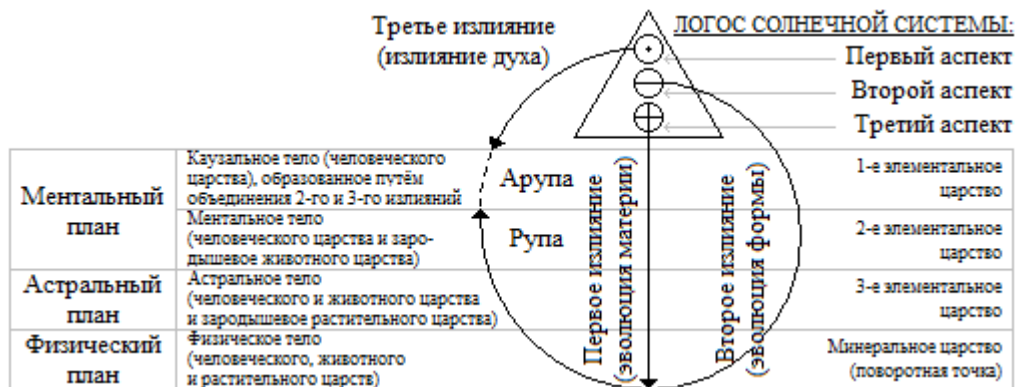 Третье излияние
(излияние духа)
ЛОГОС СОЛНЕЧНОЙ СИСТЕМЫ:
Первый аспект
Второй аспект
Третий аспект
Ментальный
план
Каузальное тело (человеческого
царства), образованное путём
объединения 2-го и 3-го излияний
Арупа
1-е элементальное
царство
Ментальное тело
(человеческого царства и заро-
дышевое животного царства)
Рупа
2-е элементальное
царство
Первое излияние
(эволюция материи)
Второе излияние
(эволюция формы)
Астральный
план
Астральное тело
(человеческого и животного царства
и зародышевое растительного царства)
3-е элементальное
царство
Физический
план
Физическое тело
(человеческого, животного
и растительного царств)
Минеральное царство
(поворотная точка)